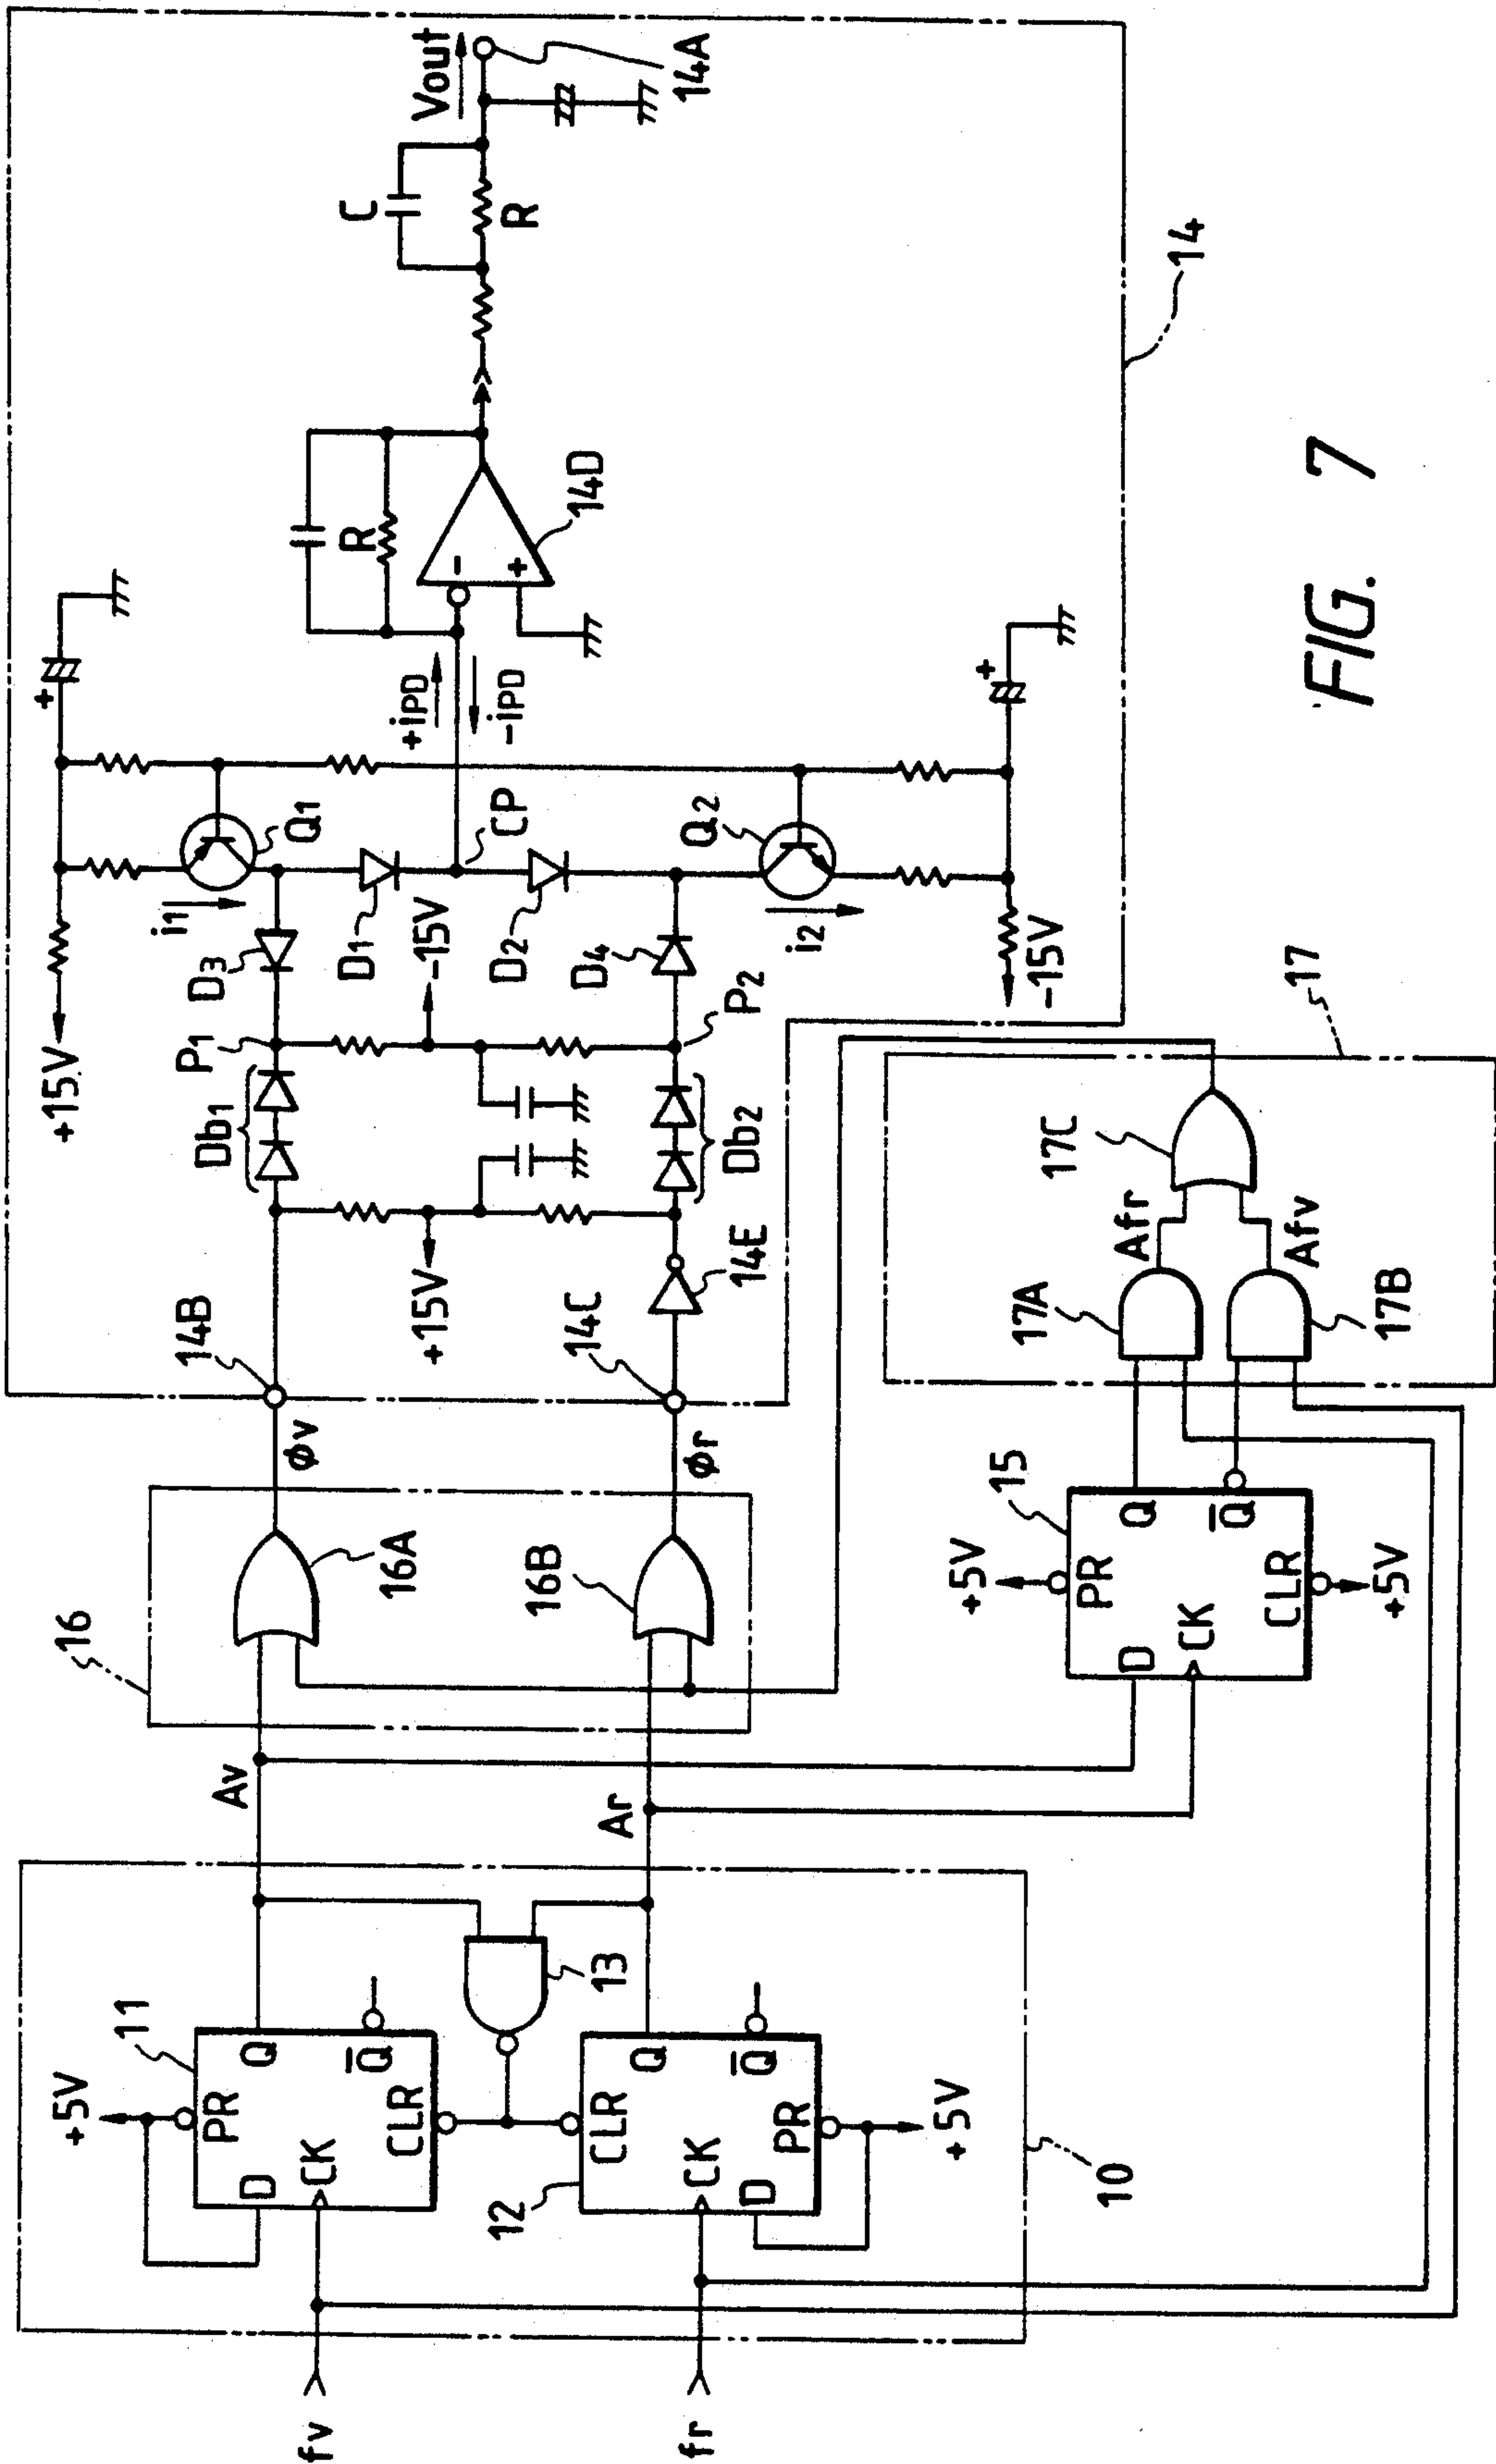 fv
fr
10
+5V
11
PR
D
CK
Q
Q̅
CLR
13
12
CLR
CK
D
PR
Q
Q̅
+5V
Av
Ar
16
16A
16B
ϕv
ϕr
15
+5V
D
PR
Q
CK
Q̅
CLR
+5V
17
17A
17B
17C
Afr
Afv
14
14B
14C
14E
+15V
Db1
Db2
P1
P2
-15V
+15V
D3
D4
D1
D2
i1
i2
Q1
Q2
CP
+
+
-15V
+iPD
-iPD
R
-
+
14D
C
R
Vout
14A
FIG. 7